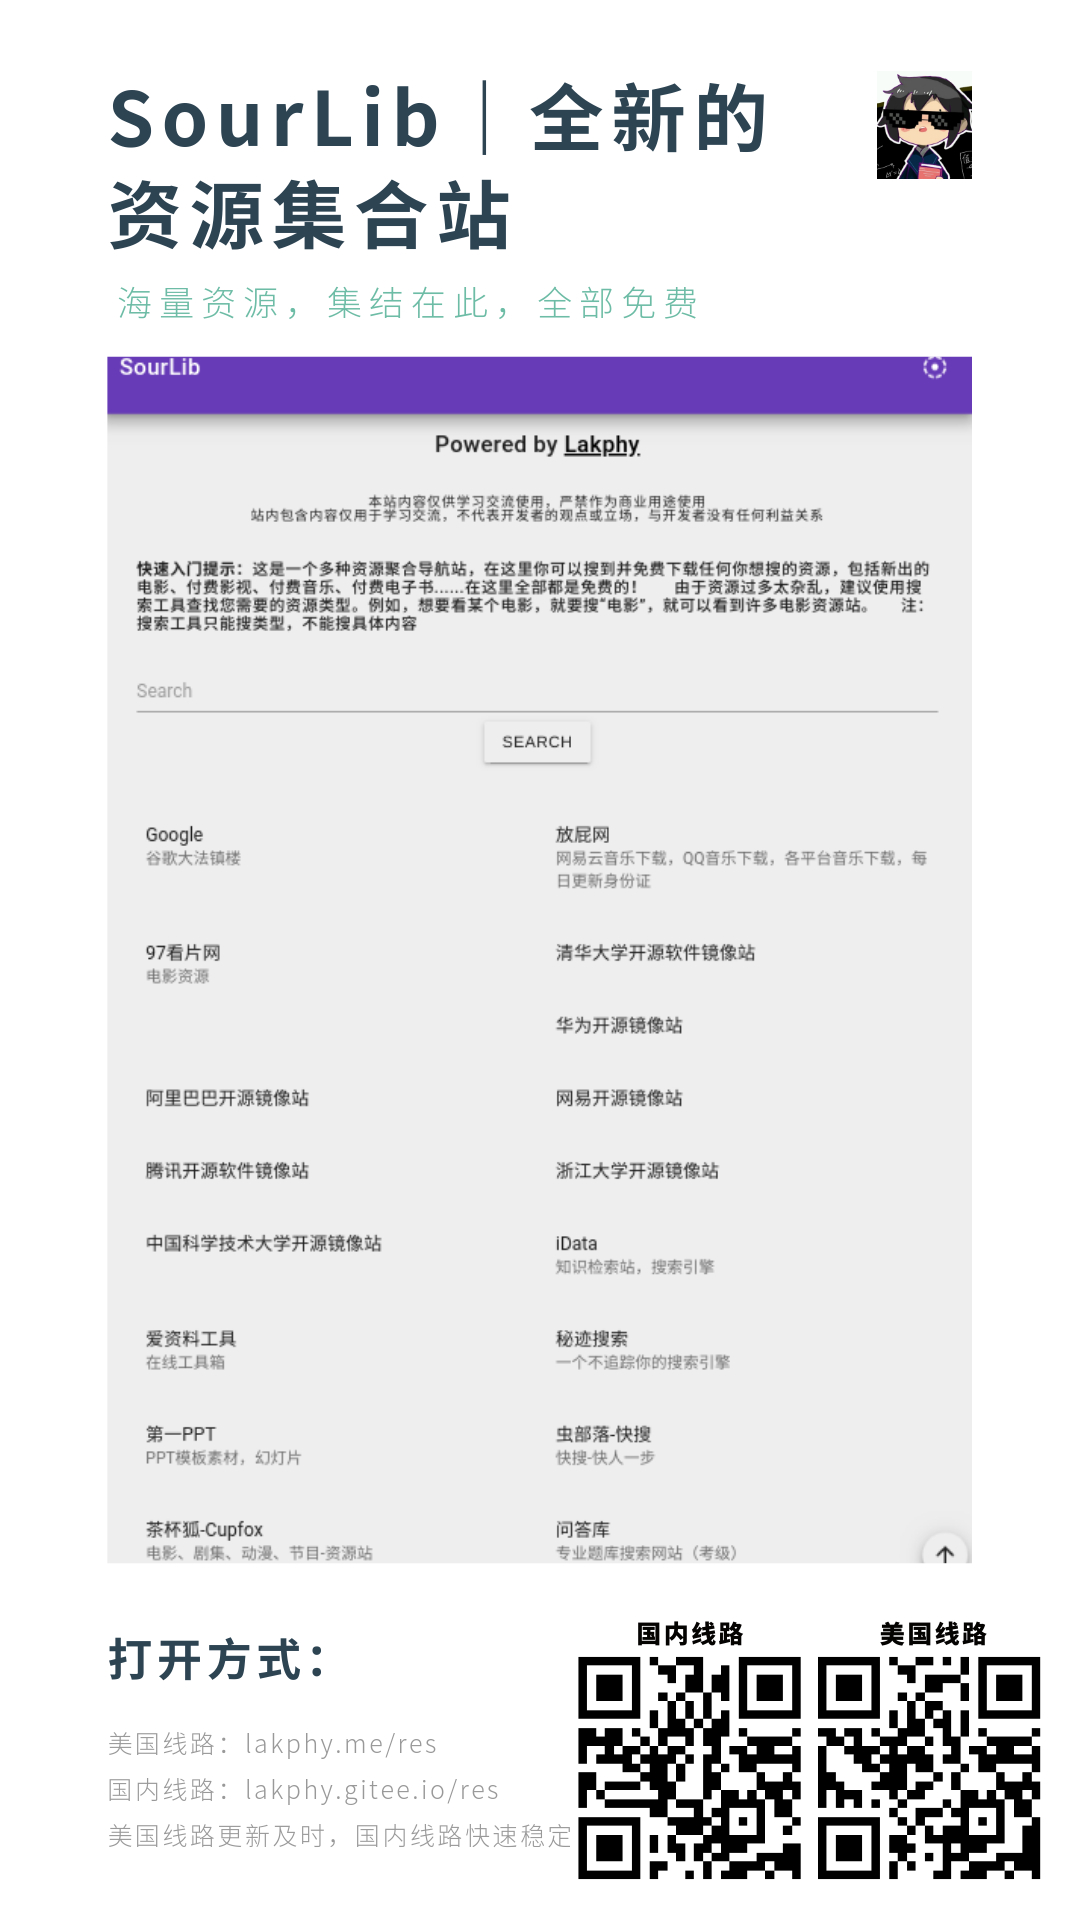 SourLib｜全新的
资源集合站
海量资源，集结在此，全部免费
SourLib
Powered by Lakphy
本站内容仅供学习交流使用，严禁作为商业用途使用
站内包含内容仅用于学习交流，不代表开发者的观点或立场，与开发者没有任何利益关系
快速入门提示：这是一个多种资源聚合导航站，在这里你可以搜到并免费下载任何你想搜的资源，包括新出的
电影、付费影视、付费音乐、付费电子书......在这里全部都是免费的！ 由于资源过多太杂乱，建议使用搜
索工具查找您需要的资源类型。例如，想要看某个电影，就要搜“电影”，就可以看到许多电影资源站。 注：
搜索工具只能搜类型，不能搜具体内容
Search
SEARCH
Google
谷歌大法镇楼
放屁网
网易云音乐下载，QQ音乐下载，各平台音乐下载，每
日更新身份证
97看片网
电影资源
清华大学开源软件镜像站
华为开源镜像站
阿里巴巴开源镜像站
网易开源镜像站
腾讯开源软件镜像站
浙江大学开源镜像站
中国科学技术大学开源镜像站
iData
知识检索站，搜索引擎
爱资料工具
在线工具箱
秘迹搜索
一个不追踪你的搜索引擎
第一PPT
PPT模板素材，幻灯片
虫部落-快搜
快搜-快人一步
茶杯狐-Cupfox
电影、剧集、动漫、节目-资源站
问答库
专业题库搜索网站（考级）
打开方式：
美国线路：lakphy.me/res
国内线路：lakphy.gitee.io/res
美国线路更新及时，国内线路快速稳定
国内线路
美国线路